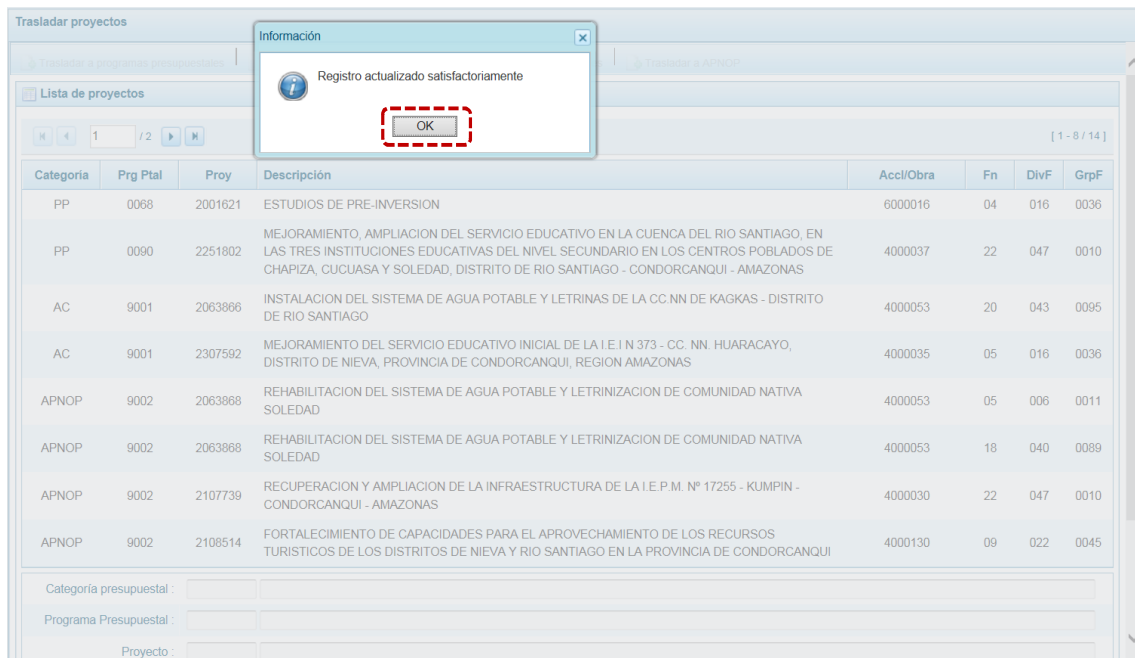 Trasladar proyectos
Información
Trasladar a programas presupuestales
Trasladar a APNOP
Registro actualizado satisfactoriamente
OK
Lista de proyectos
1 / 2
[ 1 - 8 / 14 ]
Categoria Prg Ptal Proy Descripción AccI/Obra Fn DivF GrpF
PP 0068 2001621 ESTUDIOS DE PRE-INVERSION 6000016 04 016 0036
MEJORAMIENTO, AMPLIACION DEL SERVICIO EDUCATIVO EN LA CUENCA DEL RIO SANTIAGO, EN
PP 0090 2251802 LAS TRES INSTITUCIONES EDUCATIVAS DEL NIVEL SECUNDARIO EN LOS CENTROS POBLADOS DE 4000037 22 047 0010
CHAPIZA, CUCUASA Y SOLEDAD, DISTRITO DE RIO SANTIAGO - CONDORCANQUI - AMAZONAS
AC 9001 2063866 INSTALACION DEL SISTEMA DE AGUA POTABLE Y LETRINAS DE LA CC.NN DE KAGKAS - DISTRITO 4000053 20 043 0095
DE RIO SANTIAGO
AC 9001 2307592 MEJORAMIENTO DEL SERVICIO EDUCATIVO INICIAL DE LA I.E.I N 373 - CC. NN. HUARACAYO, 4000035 05 016 0036
DISTRITO DE NIEVA, PROVINCIA DE CONDORCANQUI, REGION AMAZONAS
APNOP 9002 2063868 REHABILITACION DEL SISTEMA DE AGUA POTABLE Y LETRINIZACION DE COMUNIDAD NATIVA 4000053 05 006 0011
SOLEDAD
APNOP 9002 2063868 REHABILITACION DEL SISTEMA DE AGUA POTABLE Y LETRINIZACION DE COMUNIDAD NATIVA 4000053 18 040 0089
SOLEDAD
APNOP 9002 2107739 RECUPERACION Y AMPLIACION DE LA INFRAESTRUCTURA DE LA I.E.P.M. Nº 17255 - KUMPIN - 4000030 22 047 0010
CONDORCANQUI - AMAZONAS
APNOP 9002 2108514 FORTALECIMIENTO DE CAPACIDADES PARA EL APROVECHAMIENTO DE LOS RECURSOS 4000130 09 022 0045
TURISTICOS DE LOS DISTRITOS DE NIEVA Y RIO SANTIAGO EN LA PROVINCIA DE CONDORCANQUI
Categoría presupuestal :
Programa Presupuestal :
Proyecto :